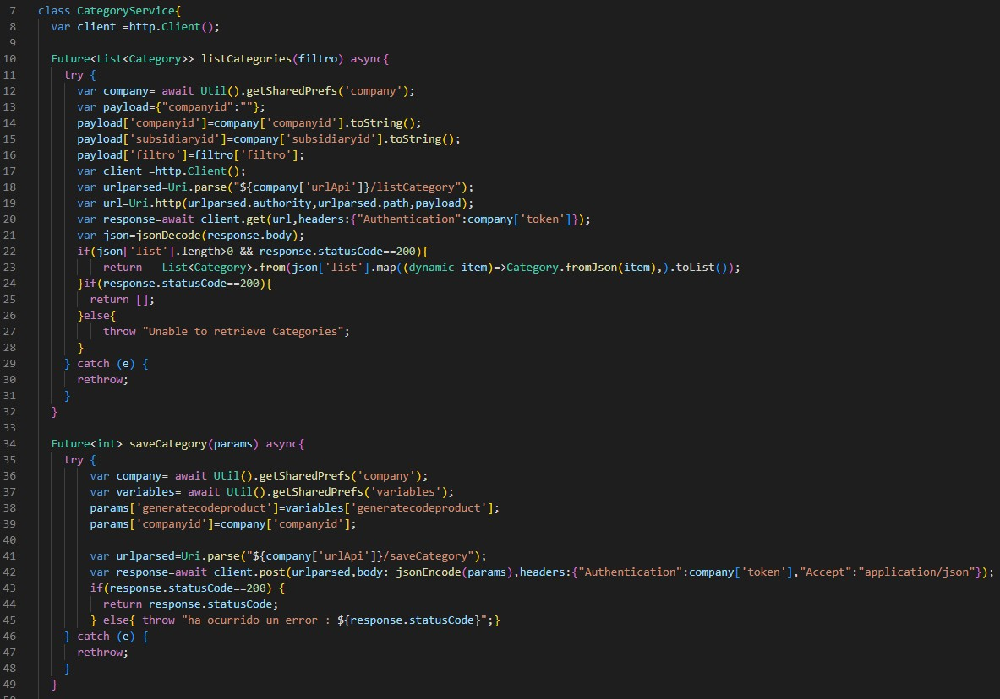 7 class CategoryService{
8 var client =http.Client();
9
10 Future<List<Category>> listCategories(filtro) async{
11 try {
12 var company= await Util().getSharedPrefs('company');
13 var payload={"companyid":""};
14 payload['companyid']=company['companyid'].toString();
15 payload['subsidiaryid']=company['subsidiaryid'].toString();
16 payload['filtro']=filtro['filtro'];
17 var client =http.Client();
18 var urlparsed=Uri.parse("${company['urlApi']}/listCategory");
19 var url=Uri.http(urlparsed.authority,urlparsed.path,payload);
20 var response=await client.get(url,headers:{"Authentication":company['token']});
21 var json=jsonDecode(response.body);
22 if(json['list'].length>0 && response.statusCode==200){
23 return   List<Category>.from(json['list'].map((dynamic item)=>Category.fromJson(item),).toList());
24 }if(response.statusCode==200){
25 return [];
26 }else{
27 throw "Unable to retrieve Categories";
28 }
29 } catch (e) {
30 rethrow;
31 }
32 }
33
34 Future<int> saveCategory(params) async{
35 try {
36 var company= await Util().getSharedPrefs('company');
37 var variables= await Util().getSharedPrefs('variables');
38 params['generatecodeproduct']=variables['generatecodeproduct'];
39 params['companyid']=company['companyid'];
40
41 var urlparsed=Uri.parse("${company['urlApi']}/saveCategory");
42 var response=await client.post(urlparsed,body: jsonEncode(params),headers:{"Authentication":company['token'],"Accept":"application/json"});
43 if(response.statusCode==200) {
44 return response.statusCode;
45 } else{ throw "ha ocurrido un error : ${response.statusCode}";}
46 } catch (e) {
47 rethrow;
48 }
49 }